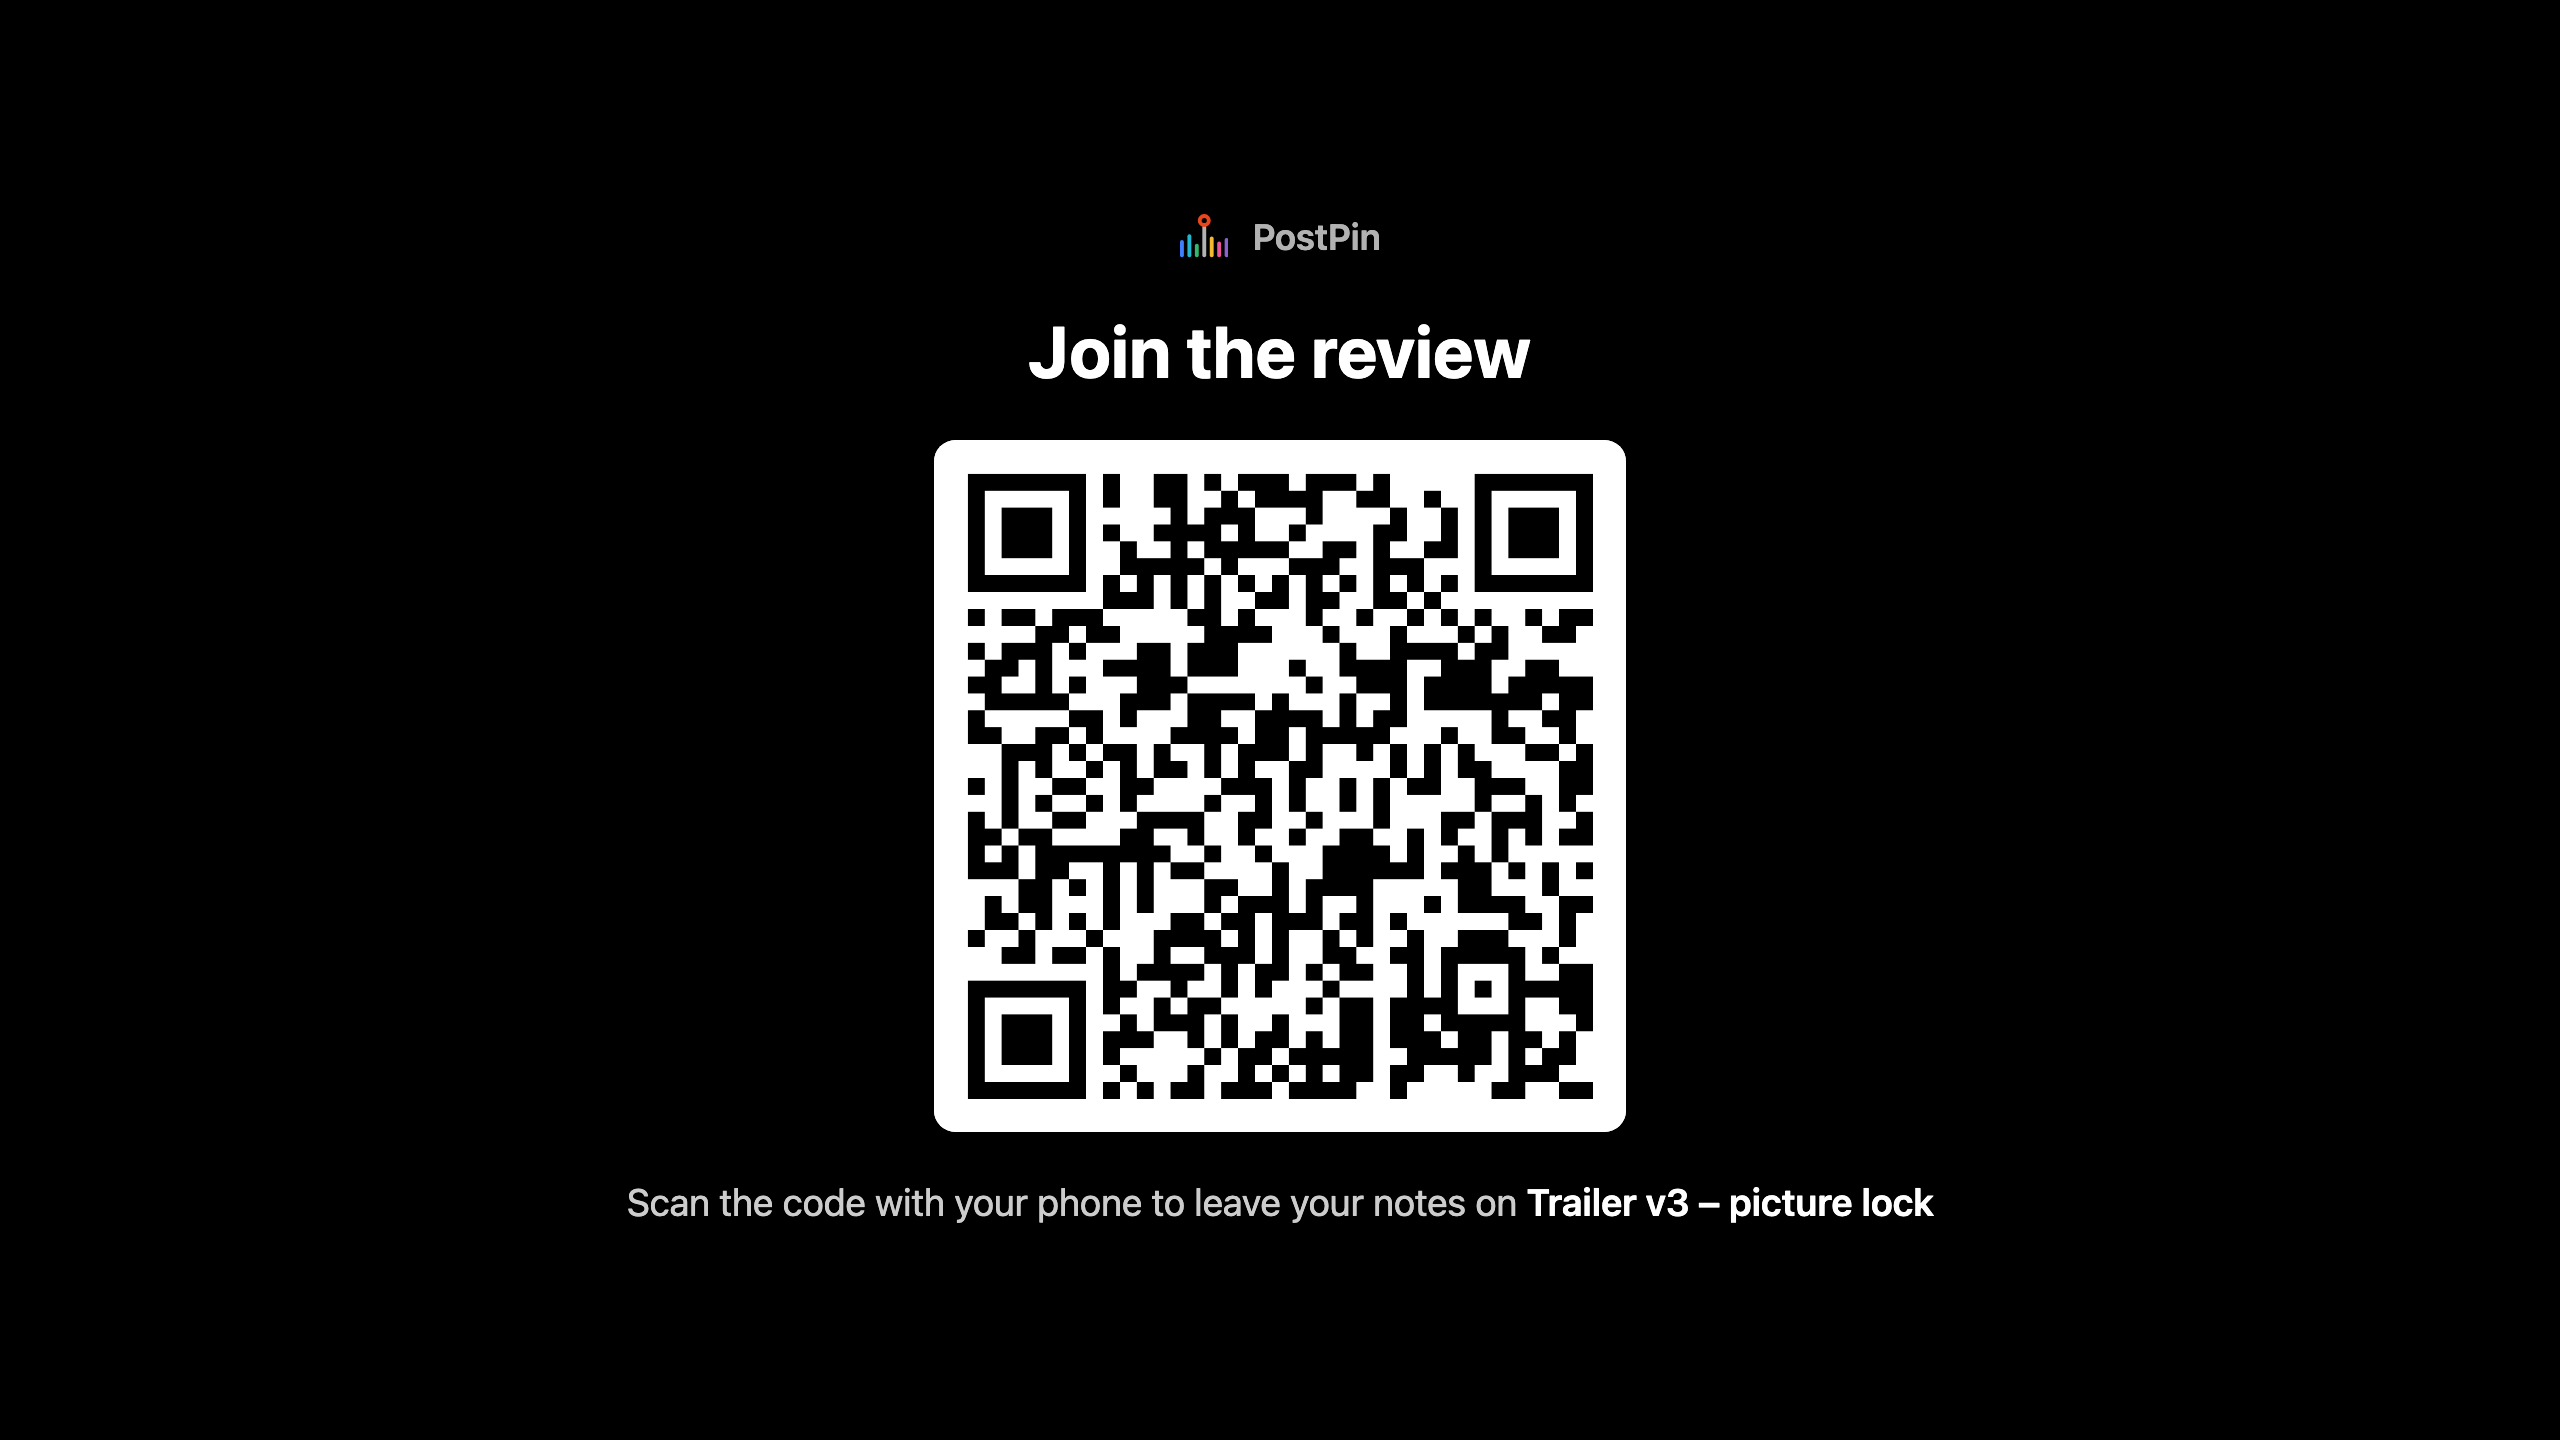 PostPin
Join the review
Scan the code with your phone to leave your notes on Trailer v3 – picture lock